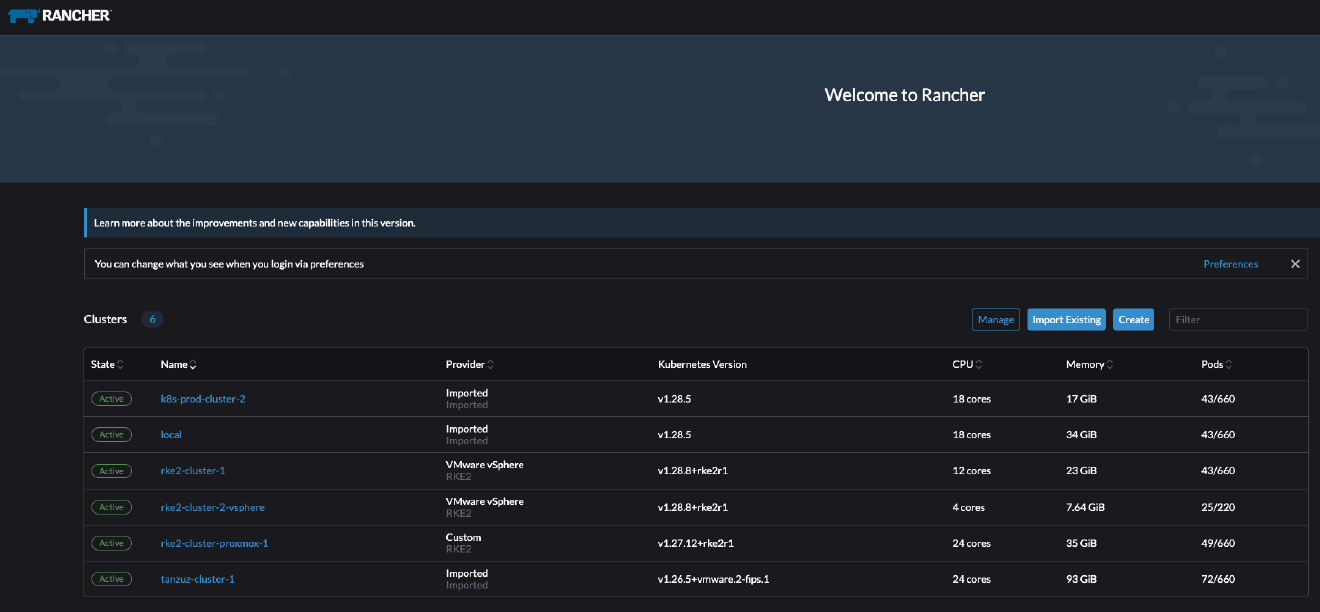 RANCHER
Welcome to Rancher
Learn more about the improvements and new capabilities in this version.
You can change what you see when you login via preferences Preferences
Clusters 6 Manage Import Existing Create Filter
State Name Provider Kubernetes Version CPU Memory Pods
Active k8s-prod-cluster-2 Imported v1.28.5 18 cores 17 GiB 43/660
Imported
Active local Imported v1.28.5 18 cores 34 GiB 43/660
Imported
Active rke2-cluster-1 VMware vSphere v1.28.8+rke2r1 12 cores 23 GiB 43/660
RKE2
Active rke2-cluster-2-vsphere VMware vSphere v1.28.8+rke2r1 4 cores 7.64 GiB 25/220
RKE2
Active rke2-cluster-proxmox-1 Custom v1.27.12+rke2r1 24 cores 35 GiB 49/660
RKE2
Active tanzuz-cluster-1 Imported v1.26.5+vmware.2-fips.1 24 cores 93 GiB 72/660
Imported